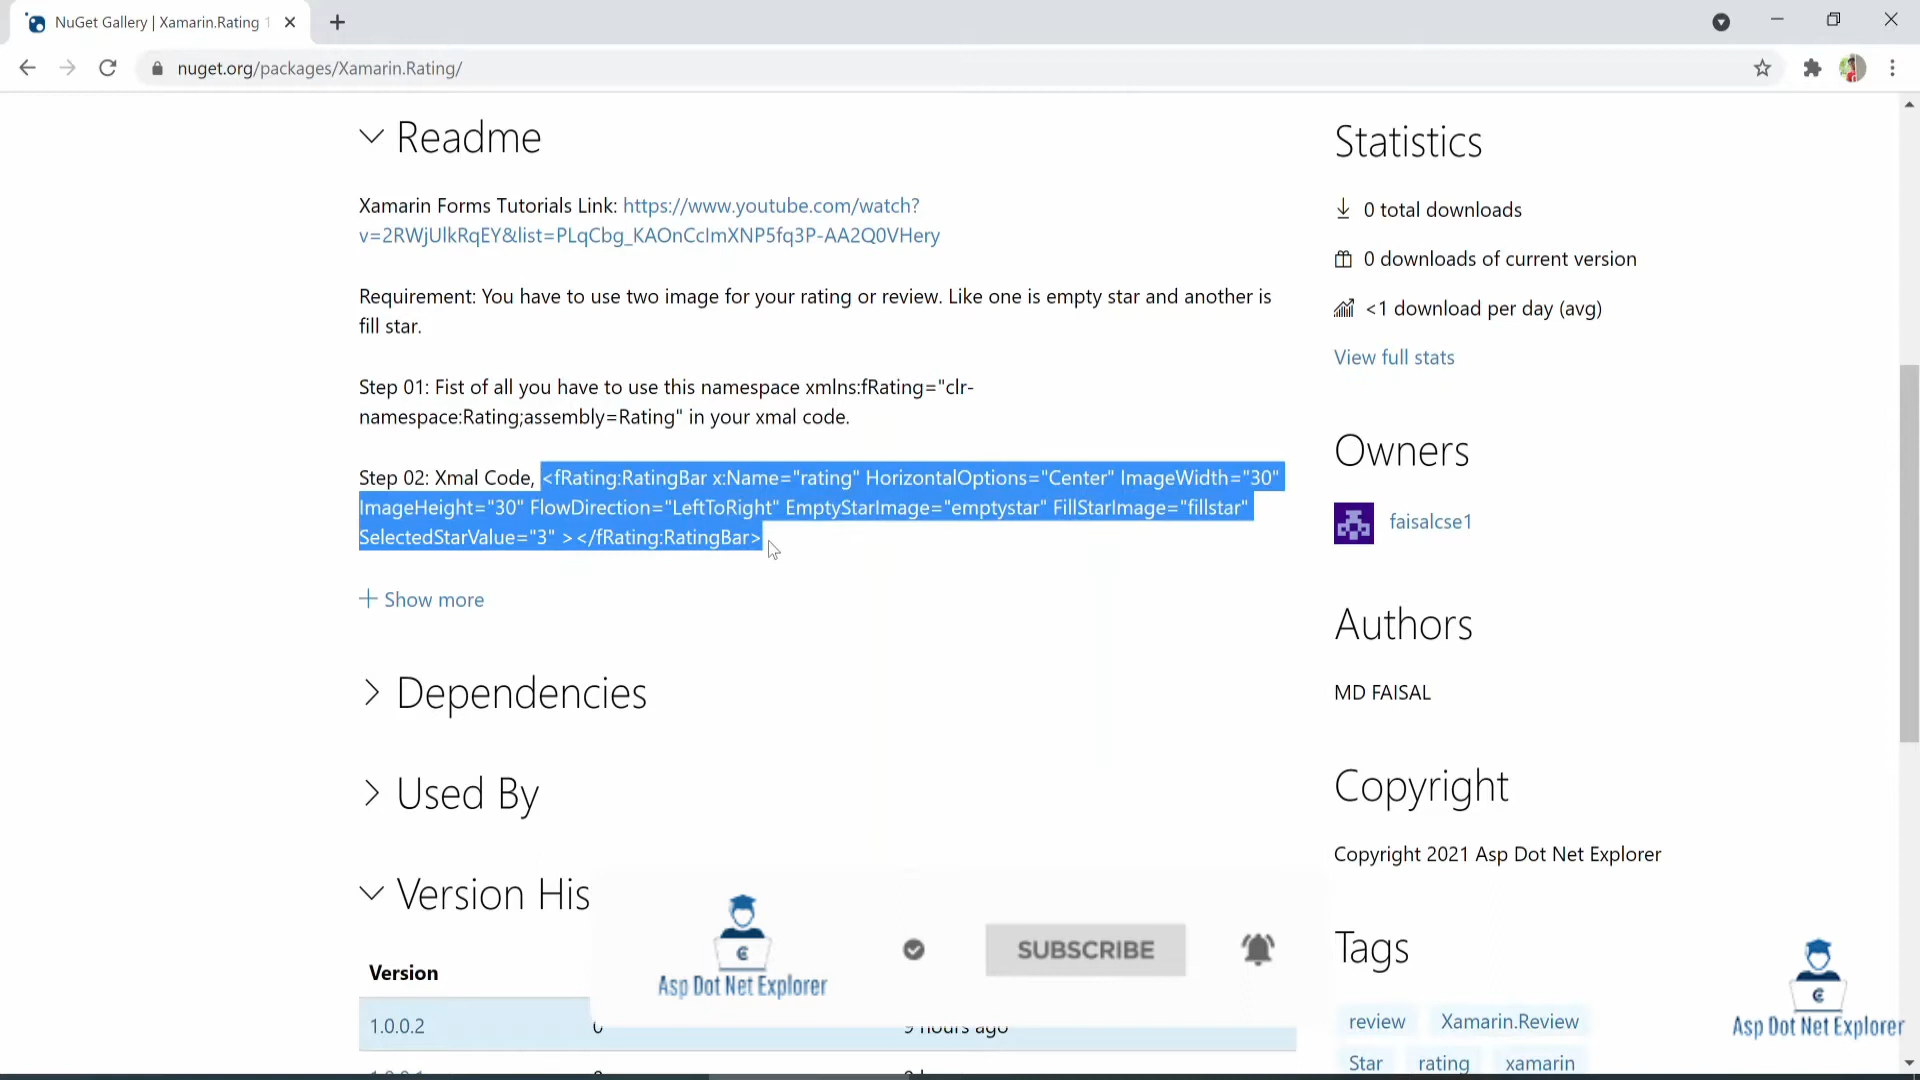 NuGet Gallery | Xamarin.Rating 1
nuget.org/packages/Xamarin.Rating/
Readme
Xamarin Forms Tutorials Link: https://www.youtube.com/watch?
v=2RWjUlkRqEY&list=PLqCbg_KAOnCcImXNP5fq3P-AA2Q0VHery
Requirement: You have to use two image for your rating or review. Like one is empty star and another is
fill star.
Step 01: Fist of all you have to use this namespace xmlns:fRating="clr-
namespace:Rating;assembly=Rating" in your xmal code.
Step 02: Xmal Code, <fRating:RatingBar x:Name="rating" HorizontalOptions="Center" ImageWidth="30"
ImageHeight="30" FlowDirection="LeftToRight" EmptyStarImage="emptystar" FillStarImage="fillstar"
SelectedStarValue="3" ></fRating:RatingBar>
Show more
Dependencies
Used By
Version His
Version
1.0.0.2
9 hours ago
Statistics
0 total downloads
0 downloads of current version
<1 download per day (avg)
View full stats
Owners
faisalcse1
Authors
MD FAISAL
Copyright
Copyright 2021 Asp Dot Net Explorer
Tags
review Xamarin.Review
Star rating xamarin
Asp Dot Net Explorer
SUBSCRIBE
Asp Dot Net Explorer